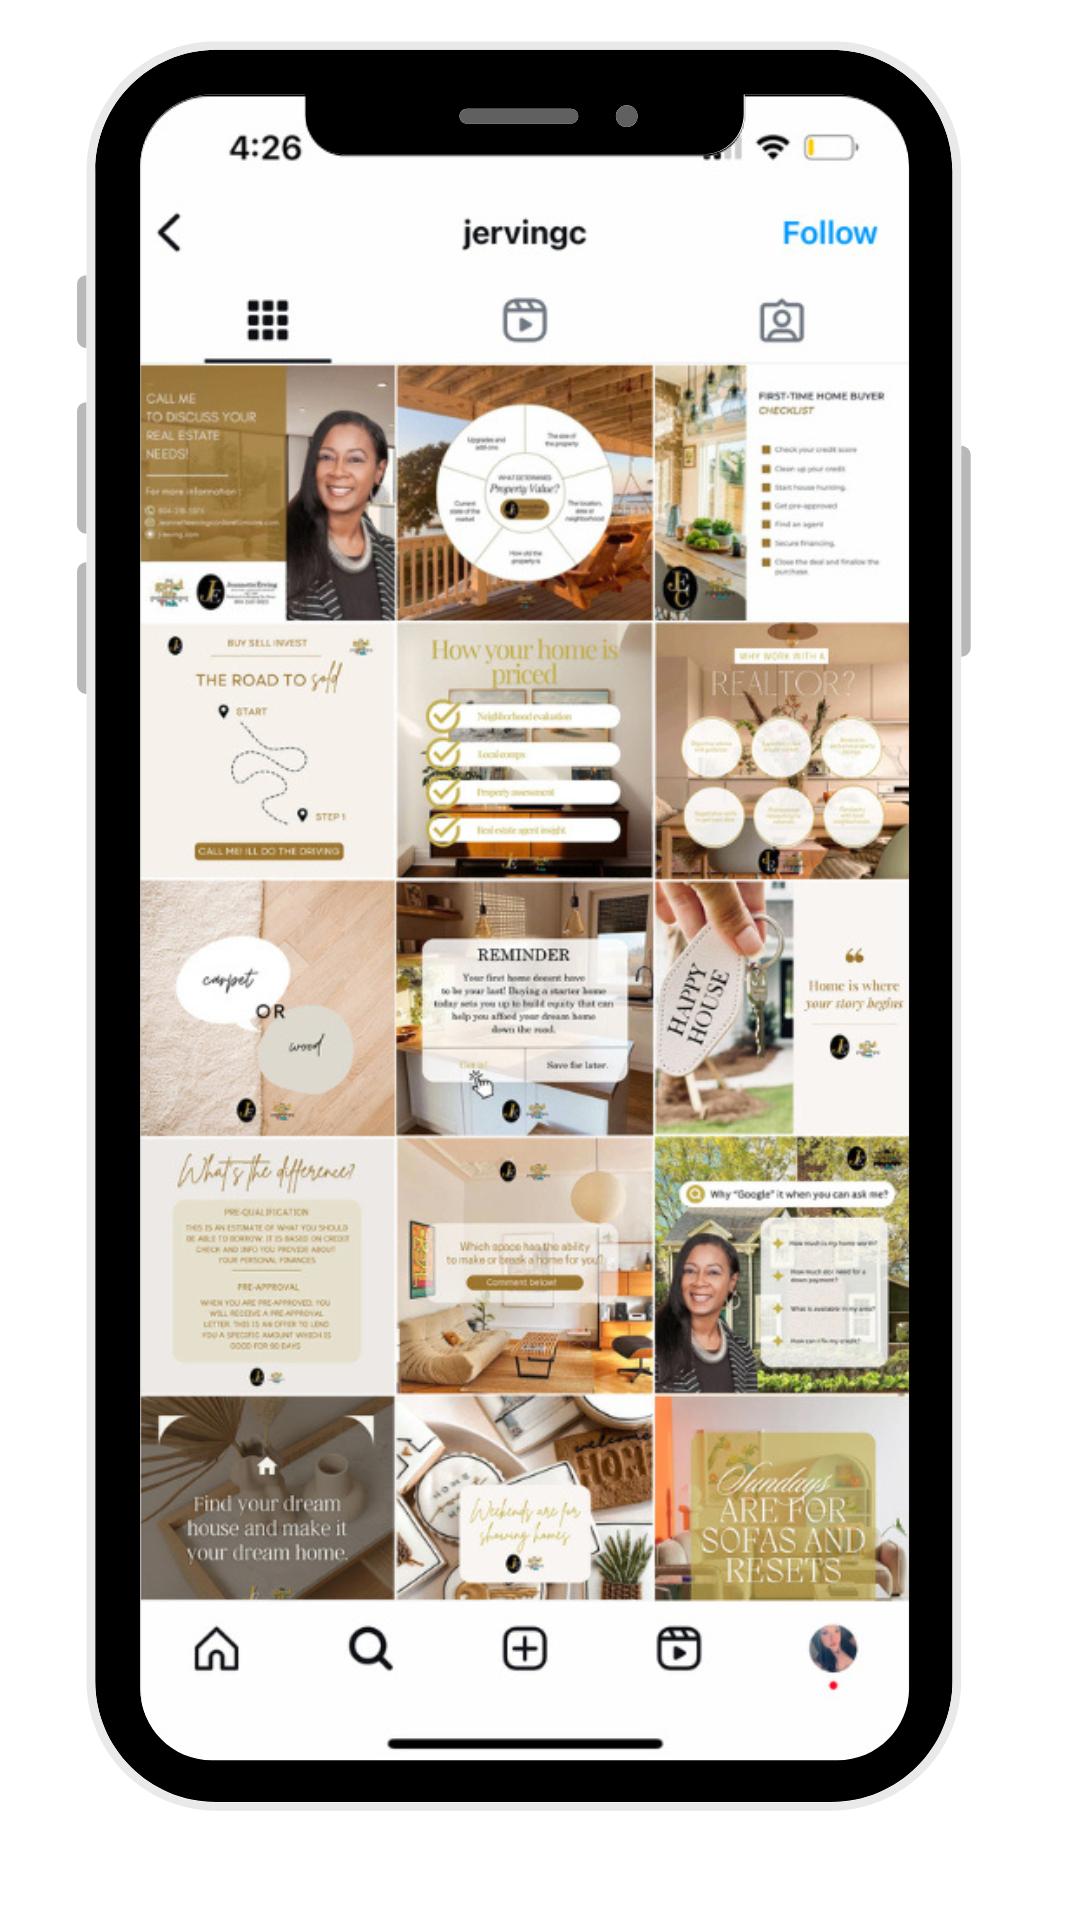 4:26
jervingc
Follow
CALL ME
TO DISCUSS YOUR
REAL ESTATE
NEEDS!
For more information :
Jeannette Erving
Upgrades and
add-ons
The size of
the property
WHAT DETERMINES
Property Value?
Current
state of the
market
The location,
area or
neighborhood
How old the
property is
FIRST-TIME HOME BUYER
CHECKLIST
Check your credit score
Clean up your credit
Start house hunting.
Get pre-approved
Find an agent
Secure financing.
Close the deal and finalize the
purchase.
BUY SELL INVEST
THE ROAD TO sold
START
STEP 1
CALL ME! ILL DO THE DRIVING
How your home is
priced
Neighborhood evaluation
Local comps
Property assessment
Real estate agent insight
WHY WORK WITH A
REALTOR?
carpet
OR
wood
REMINDER
Your first home doesnt have
to be your last! Buying a starter home
today sets you up to build equity that can
help you afford your dream home
down the road.
Got it!
Save for later.
HAPPY
HOUSE
“
Home is where
your story begins
What's the difference?
PRE-QUALIFICATION
THIS IS AN ESTIMATE OF WHAT YOU SHOULD
BE ABLE TO BORROW. IT IS BASED ON CREDIT
CHECK AND INFO YOU PROVIDE ABOUT
YOUR PERSONAL FINANCES
PRE-APPROVAL
WHEN YOU ARE PRE-APPROVED, YOU
WILL RECEIVE A PRE-APPROVAL
LETTER. THIS IS AN OFFER TO LEND
YOU A SPECIFIC AMOUNT WHICH IS
GOOD FOR 90 DAYS
Which space has the ability
to make or break a home for you?
Comment below!
Why "Google" it when you can ask me?
How much is my home worth?
How much do I need for a
down payment?
What is available in my area?
How can I fix my credit?
Find your dream
house and make it
your dream home.
welcome
HOME
Weekends are for
showing homes
Sundays
ARE FOR
SOFAS AND
RESETS